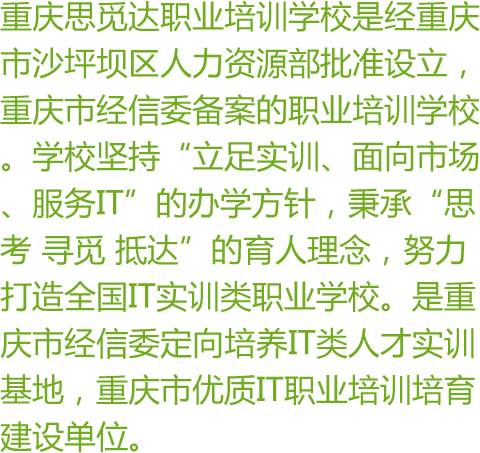 重庆思觅达职业培训学校是经重庆
市沙坪坝区人力资源部批准设立，
重庆市经信委备案的职业培训学校
。学校坚持“立足实训、面向市场
、服务IT”的办学方针，秉承“思
考 寻觅 抵达”的育人理念，努力
打造全国IT实训类职业学校。是重
庆市经信委定向培养IT类人才实训
基地，重庆市优质IT职业培训培育
建设单位。